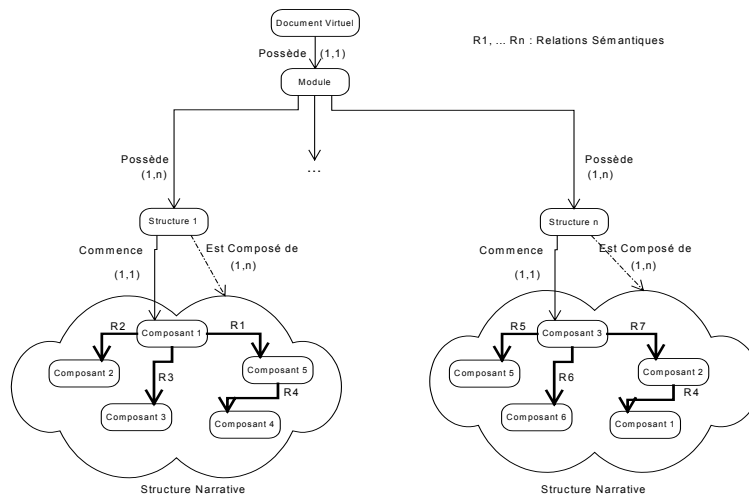 Document Virtuel
R1, ... Rn : Relations Sémantiques
Possède (1,1)
Module
Possède
(1,n)
...
Possède
(1,n)
Structure 1
Structure n
Commence
(1,1)
Est Composé de
(1,n)
Commence
(1,1)
Est Composé de
(1,n)
R2
Composant 1
R1
R5
Composant 3
R7
Composant 2
R3
Composant 5
Composant 5
R6
Composant 2
R4
R4
Composant 3
Composant 4
Composant 6
Composant 1
Structure Narrative
Structure Narrative